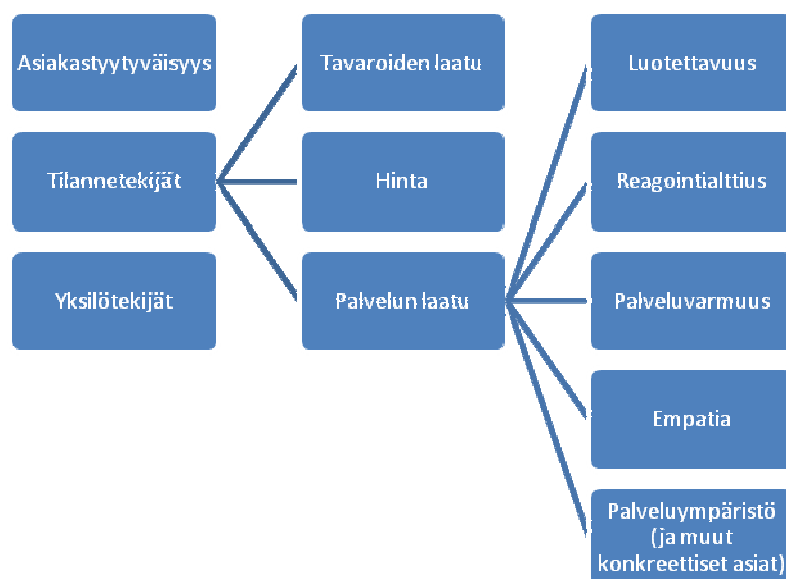 Asiakastyytyväisyys
Tilannetekijät
Yksilötekijät
Tavaroiden laatu
Hinta
Palvelun laatu
Luotettavuus
Reagointialttius
Palveluvarmuus
Empatia
Palveluympäristö
(ja muut
konkreettiset asiat)